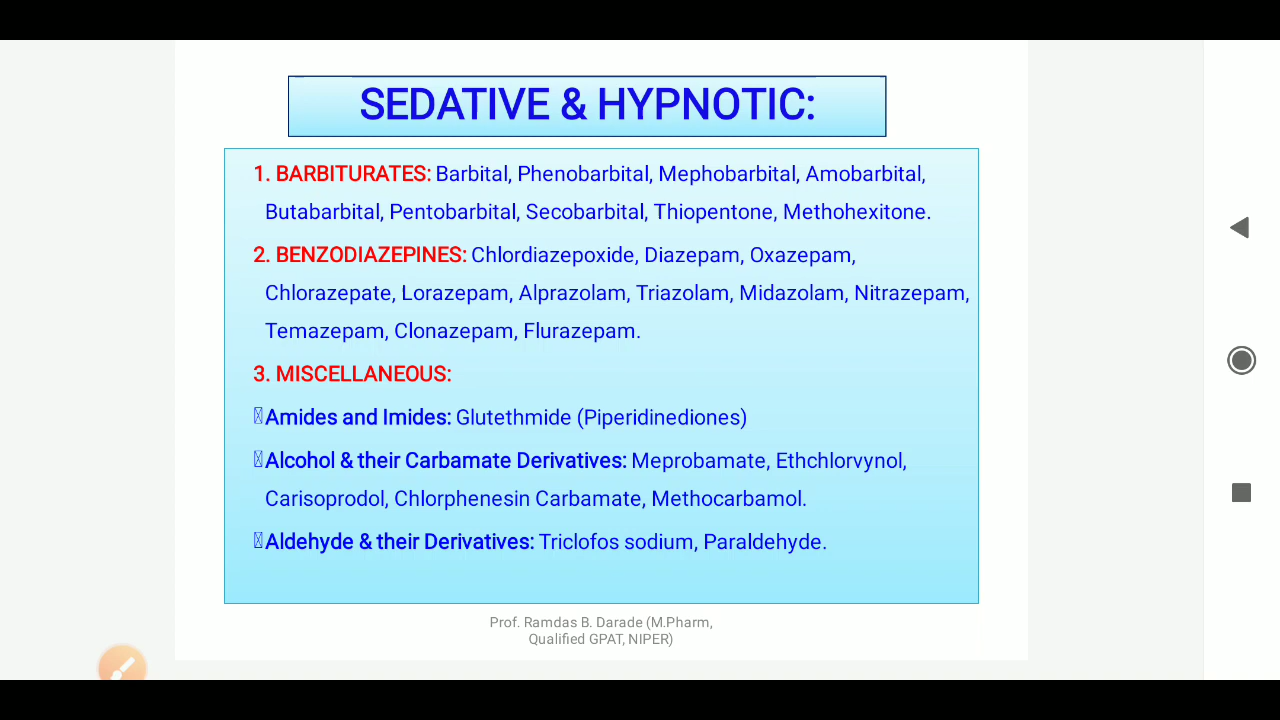 SEDATIVE & HYPNOTIC:
1. BARBITURATES: Barbital, Phenobarbital, Mephobarbital, Amobarbital,
Butabarbital, Pentobarbital, Secobarbital, Thiopentone, Methohexitone.
2. BENZODIAZEPINES: Chlordiazepoxide, Diazepam, Oxazepam,
Chlorazepate, Lorazepam, Alprazolam, Triazolam, Midazolam, Nitrazepam,
Temazepam, Clonazepam, Flurazepam.
3. MISCELLANEOUS:
Amides and Imides: Glutethmide (Piperidinediones)
Alcohol & their Carbamate Derivatives: Meprobamate, Ethchlorvynol,
Carisoprodol, Chlorphenesin Carbamate, Methocarbamol.
Aldehyde & their Derivatives: Triclofos sodium, Paraldehyde.
Prof. Ramdas B. Darade (M.Pharm,
Qualified GPAT, NIPER)